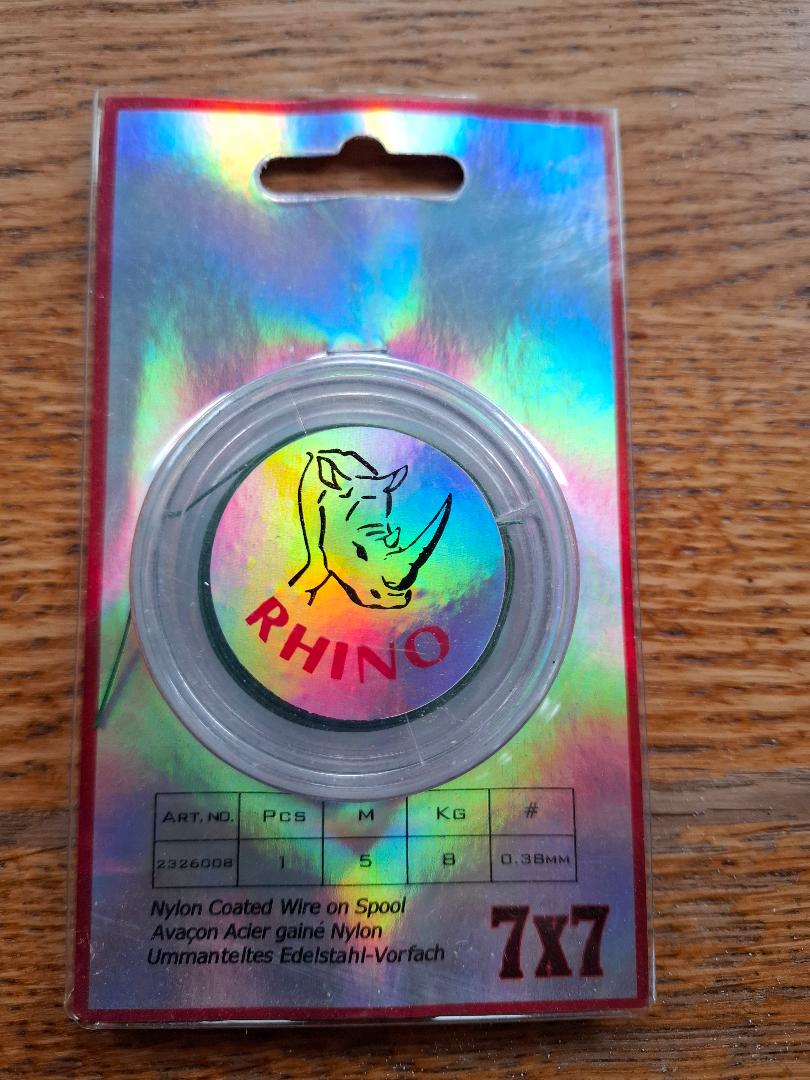 RHINO
ART. NO. PCS M KG #
2326008 1 5 8 0.38MM
Nylon Coated Wire on Spool
Avaçon Acier gainé Nylon
Ummanteltes Edelstahl-Vorfach
7x7